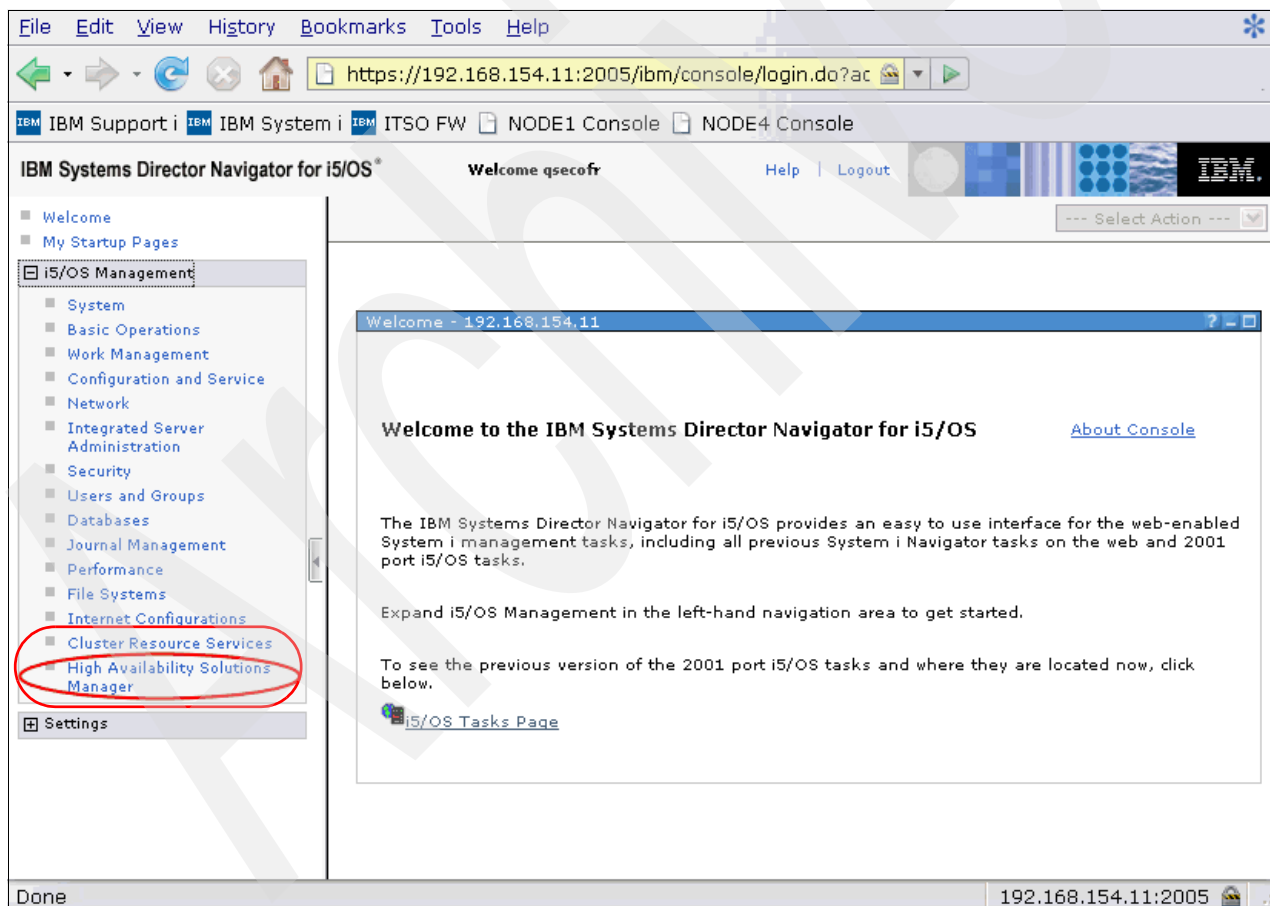 File Edit View History Bookmarks Tools Help
https://192.168.154.11:2005/ibm/console/login.do?ac
IBM IBM Support i IBM IBM System i IBM ITSO FW NODE1 Console NODE4 Console
IBM Systems Director Navigator for i5/OS® Welcome qsecofr Help | Logout IBM.
Welcome
My Startup Pages
--- Select Action ---
i5/OS Management
System
Basic Operations
Work Management
Configuration and Service
Network
Integrated Server
Administration
Security
Users and Groups
Databases
Journal Management
Performance
File Systems
Internet Configurations
Cluster Resource Services
High Availability Solutions
Manager
Settings
Welcome - 192.168.154.11 ?
Welcome to the IBM Systems Director Navigator for i5/OS About Console
The IBM Systems Director Navigator for i5/OS provides an easy to use interface for the web-enabled
System i management tasks, including all previous System i Navigator tasks on the web and 2001
port i5/OS tasks.
Expand i5/OS Management in the left-hand navigation area to get started.
To see the previous version of the 2001 port i5/OS tasks and where they are located now, click
below.
i5/OS Tasks Page
Done 192.168.154.11:2005
Archive